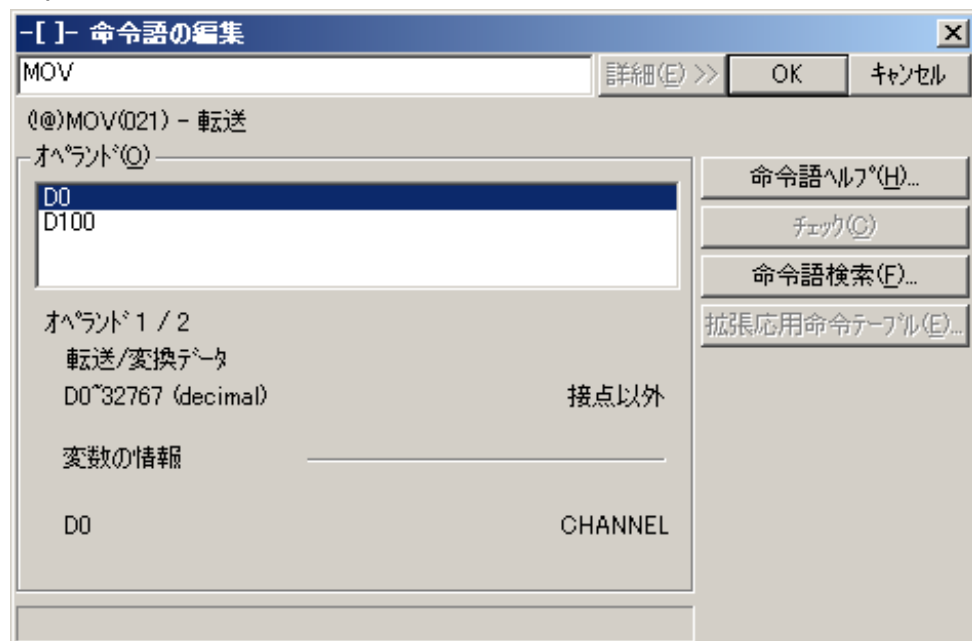 -[ ]- 命令語の編集
MOV
詳細(E) >>
OK
ｷｬﾝｾﾙ
(@)MOV(021) - 転送
ｵﾍﾟﾗﾝﾄﾞ(O)
D0
D100
命令語ﾍﾙﾌﾟ(H)...
ﾁｪｯｸ(C)
命令語検索(F)...
拡張応用命令ﾃｰﾌﾞﾙ(E)...
ｵﾍﾟﾗﾝﾄﾞ 1 / 2
転送/変換ﾃﾞｰﾀ
D0~32767 (decimal) 接点以外
変数の情報
D0 CHANNEL